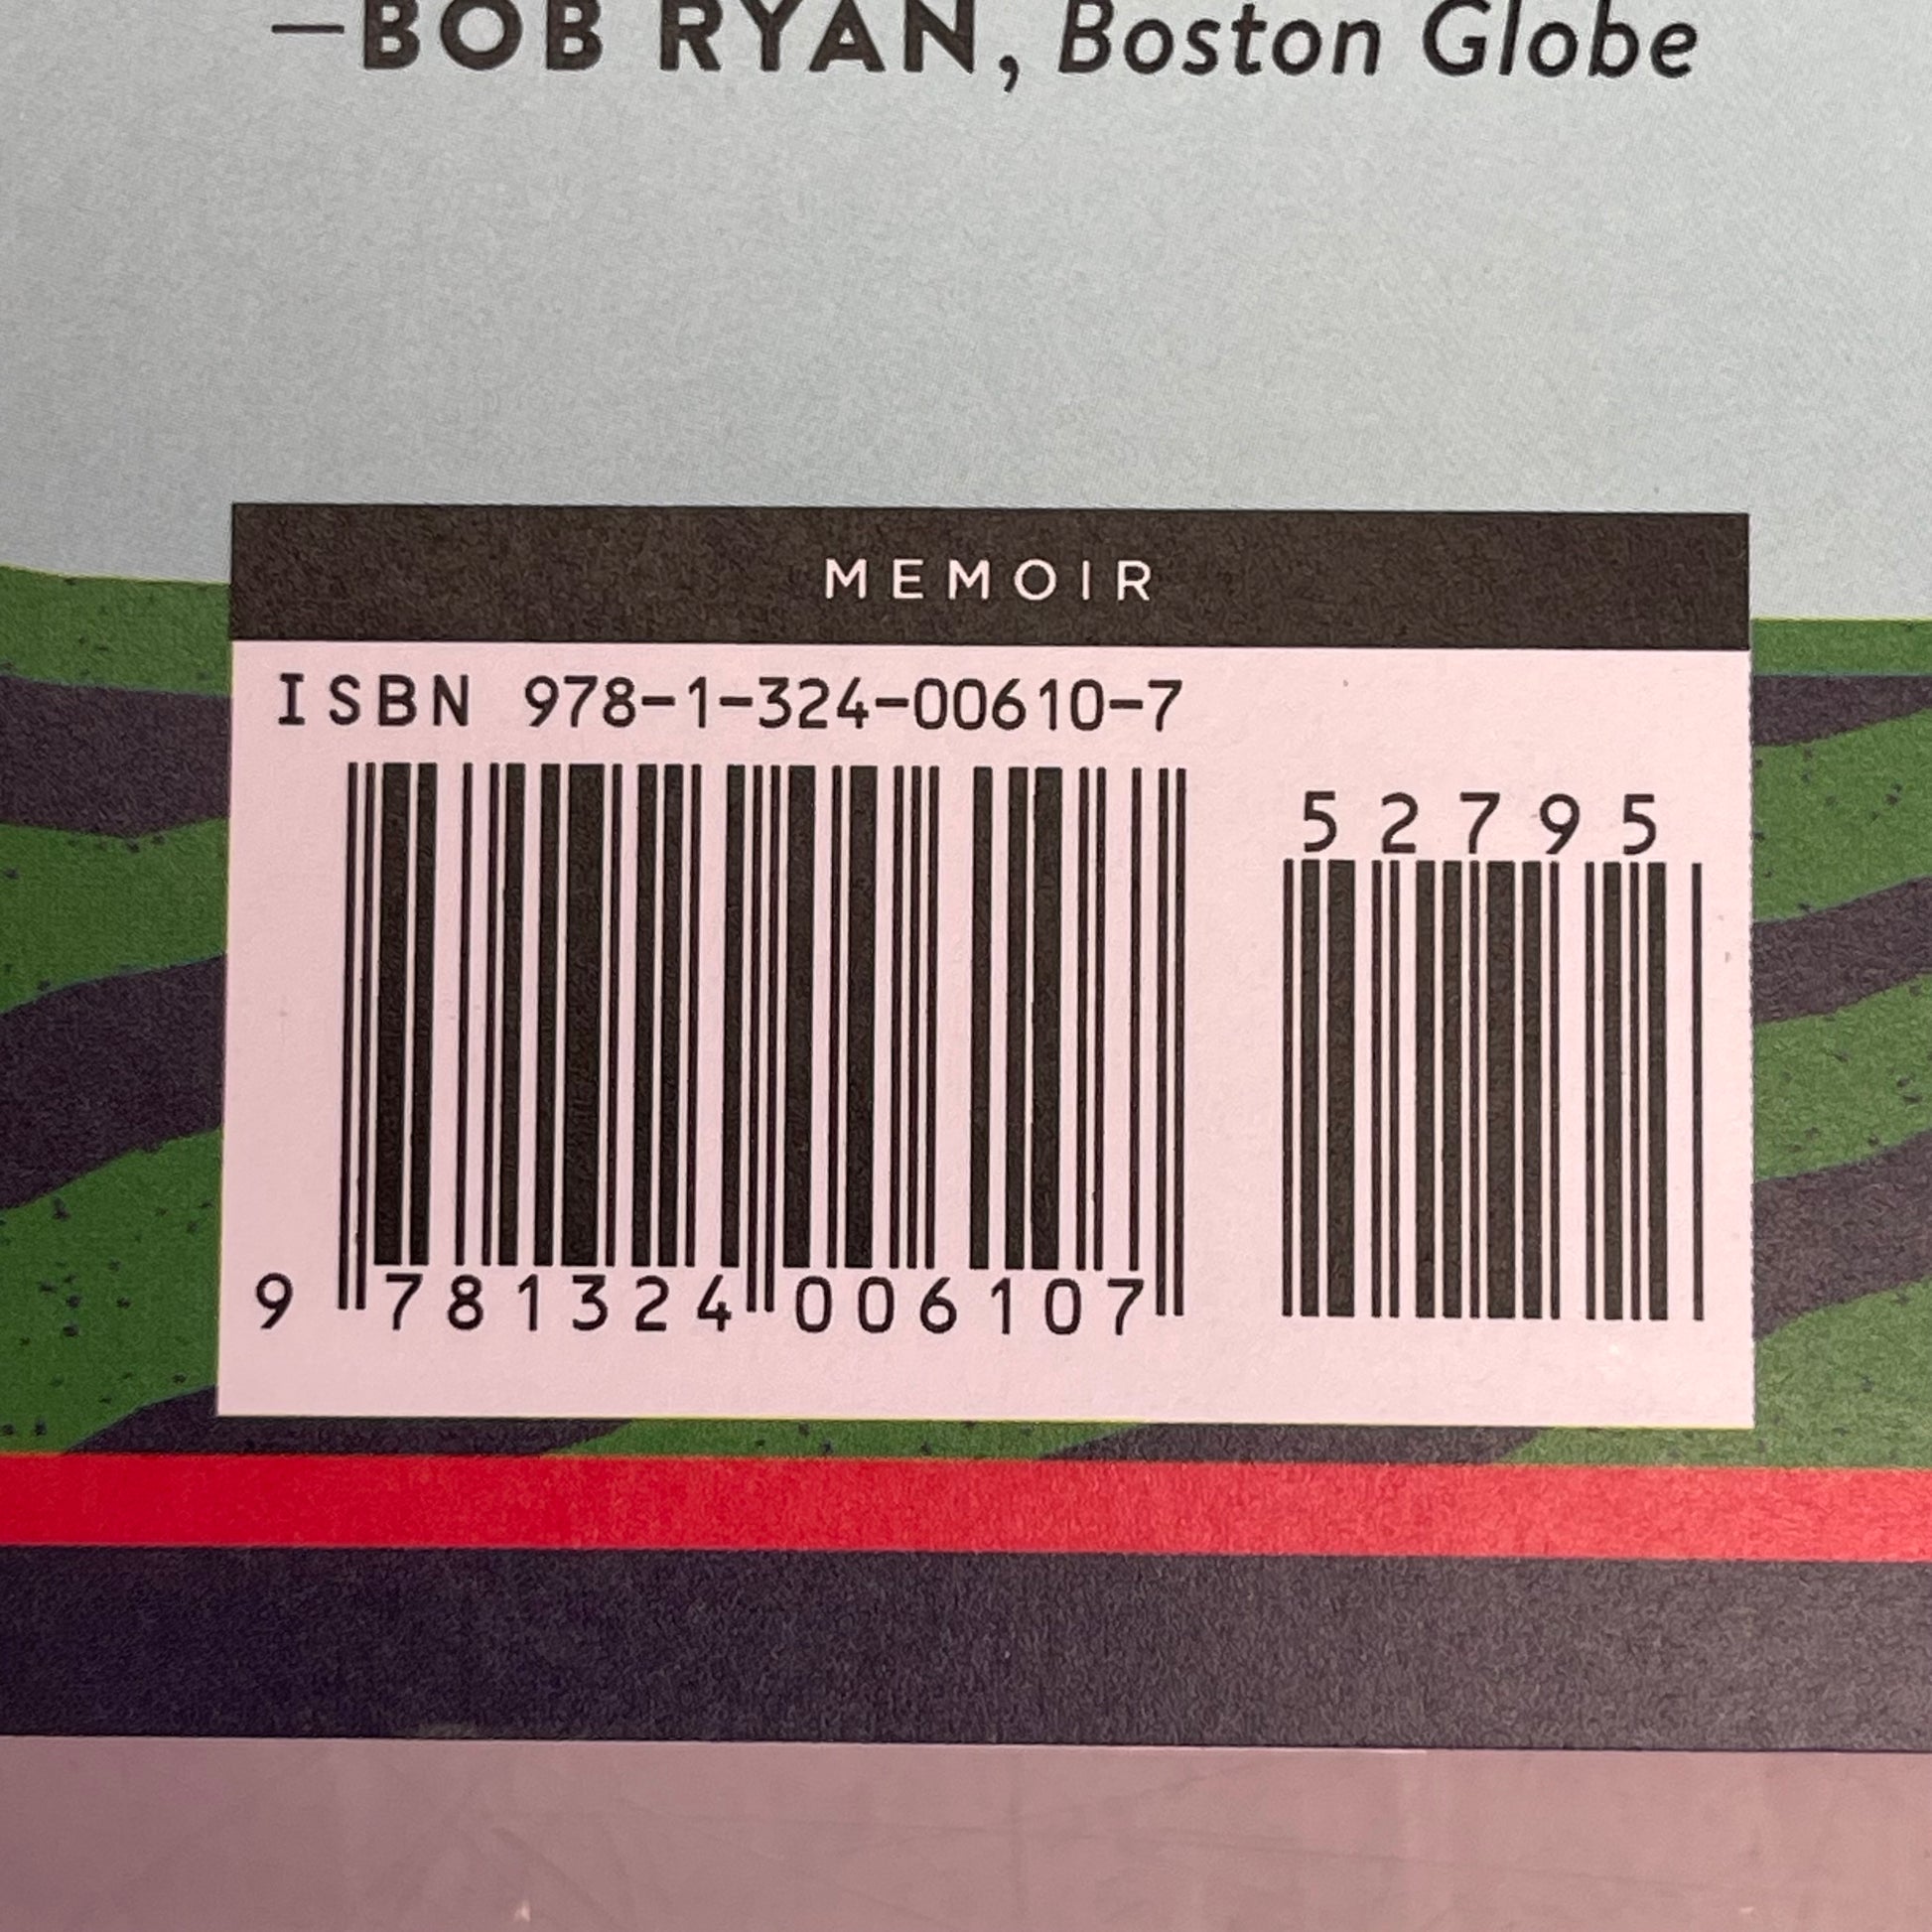 —BOB RYAN, Boston Globe
MEMOIR
ISBN 978-1-324-00610-7
52795
9 781324 006107